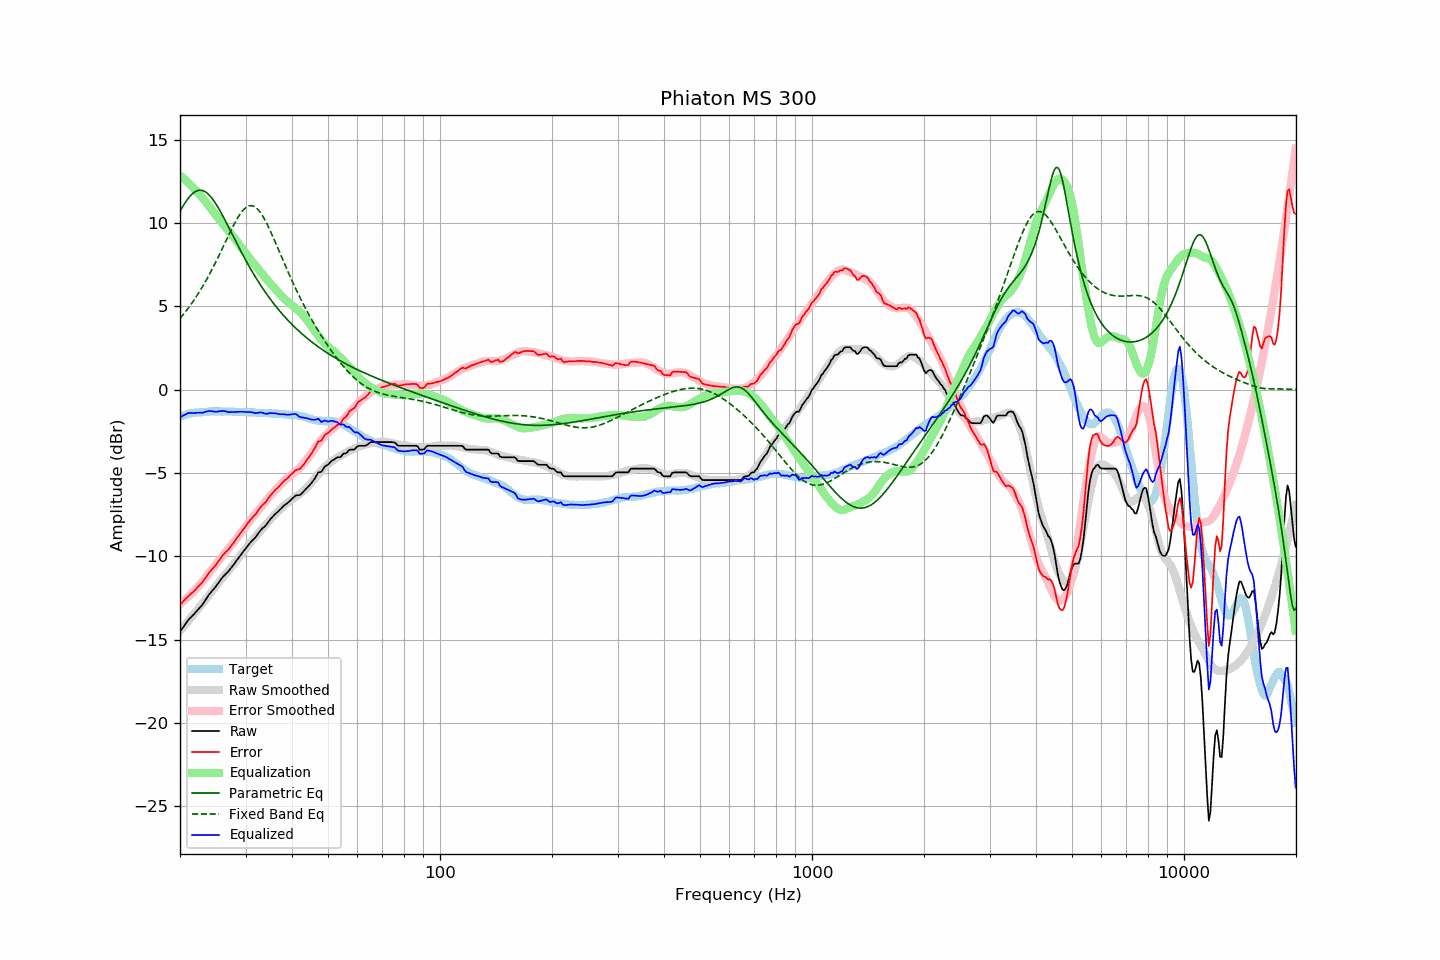 Phiaton MS 300
Amplitude (dBr)
15
10
5
0
−5
−10
−15
−20
−25
Target
Raw Smoothed
Error Smoothed
Raw
Error
Equalization
Parametric Eq
Fixed Band Eq
Equalized
100
1000
10000
Frequency (Hz)